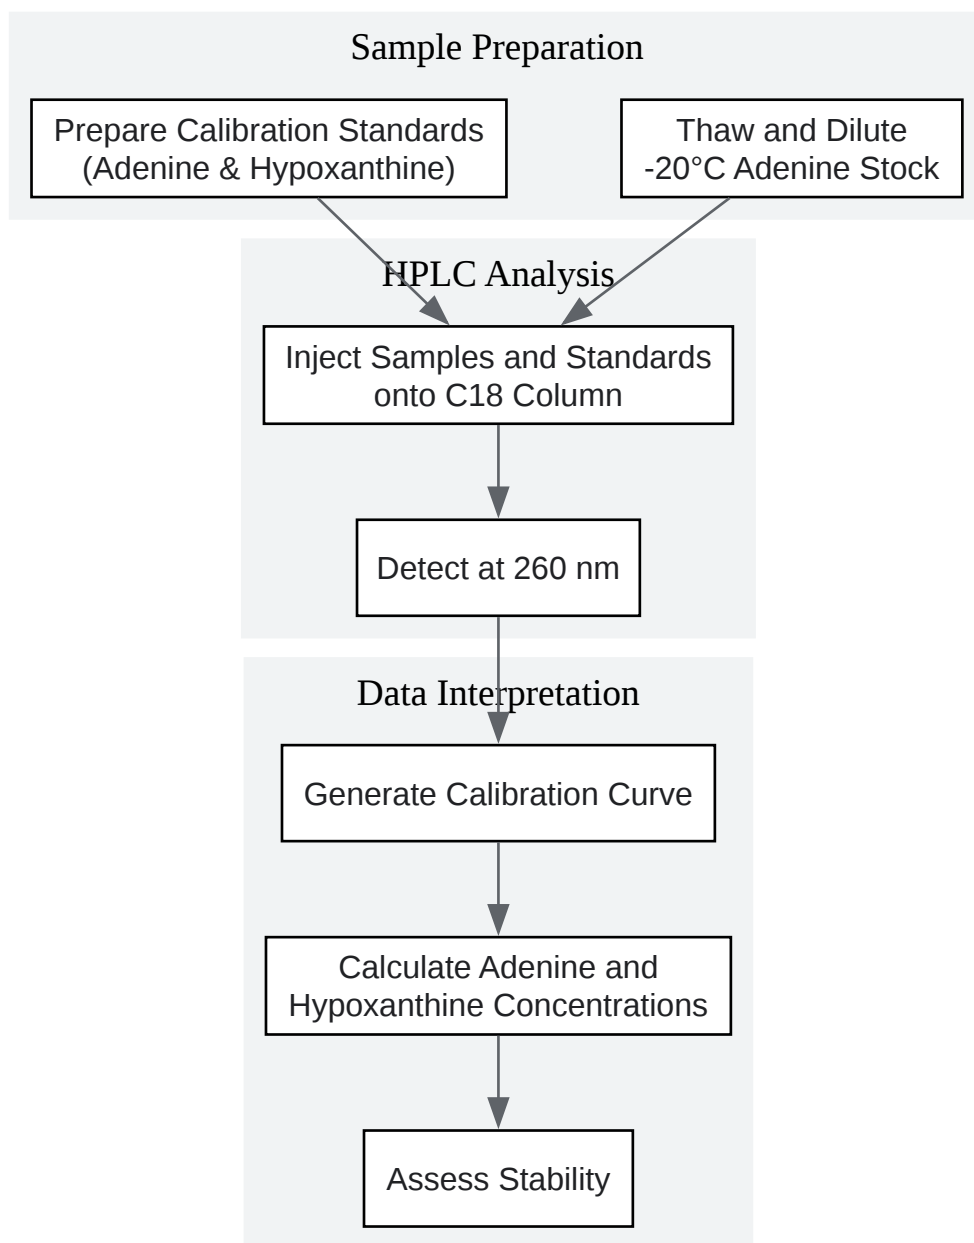 Sample Preparation
Prepare Calibration Standards
(Adenine & Hypoxanthine)
Thaw and Dilute
-20°C Adenine Stock
HPLC Analysis
Inject Samples and Standards
onto C18 Column
Detect at 260 nm
Data Interpretation
Generate Calibration Curve
Calculate Adenine and
Hypoxanthine Concentrations
Assess Stability